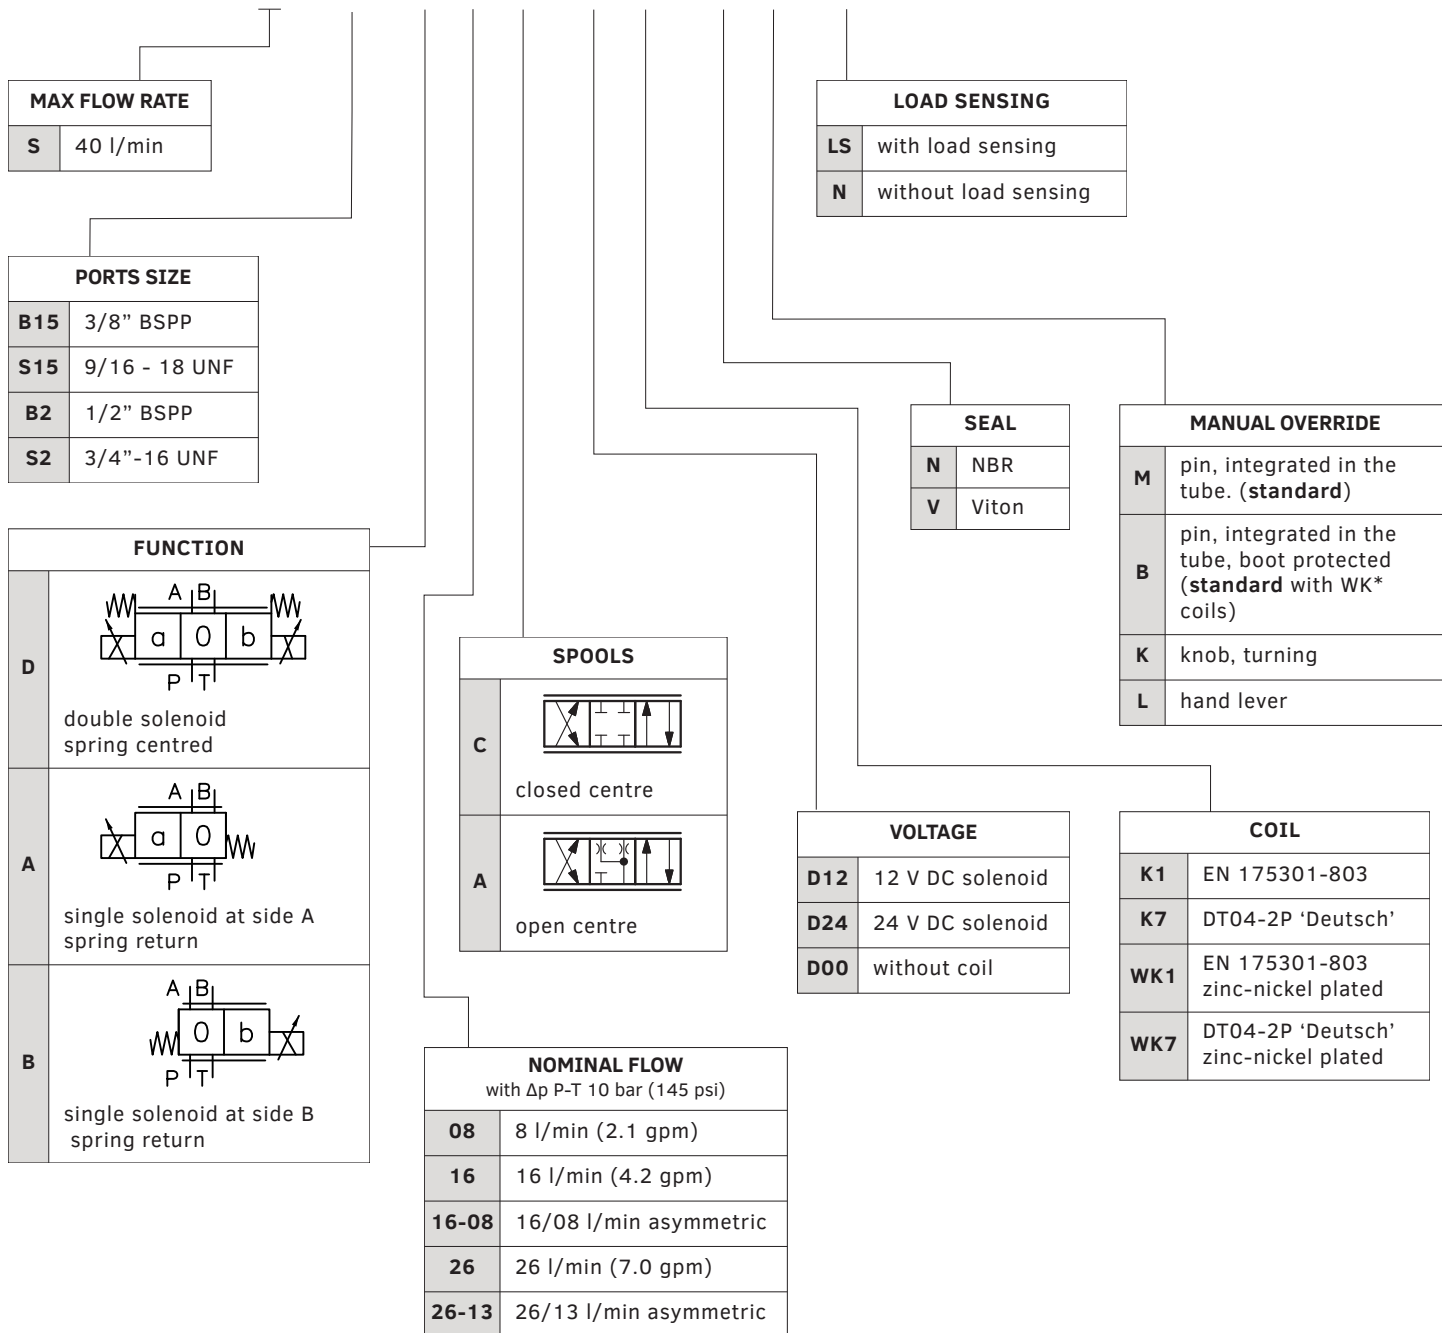 MAX FLOW RATE
S 40 l/min
LOAD SENSING
LS with load sensing
N without load sensing
PORTS SIZE
B15 3/8” BSPP
S15 9/16 - 18 UNF
B2 1/2” BSPP
S2 3/4”-16 UNF
SEAL
N NBR
V Viton
MANUAL OVERRIDE
M pin, integrated in the
tube. (standard)
B pin, integrated in the
tube, boot protected
(standard with WK*
coils)
K knob, turning
L hand lever
FUNCTION
D
A B
a 0 b
P T
double solenoid
spring centred
A
A B
a 0
P T
single solenoid at side A
spring return
B
A B
0 b
P T
single solenoid at side B
spring return
SPOOLS
C
closed centre
A
open centre
VOLTAGE
D12 12 V DC solenoid
D24 24 V DC solenoid
D00 without coil
COIL
K1 EN 175301-803
K7 DT04-2P ‘Deutsch’
WK1 EN 175301-803
zinc-nickel plated
WK7 DT04-2P ‘Deutsch’
zinc-nickel plated
NOMINAL FLOW
with Δp P-T 10 bar (145 psi)
08 8 l/min (2.1 gpm)
16 16 l/min (4.2 gpm)
16-08 16/08 l/min asymmetric
26 26 l/min (7.0 gpm)
26-13 26/13 l/min asymmetric